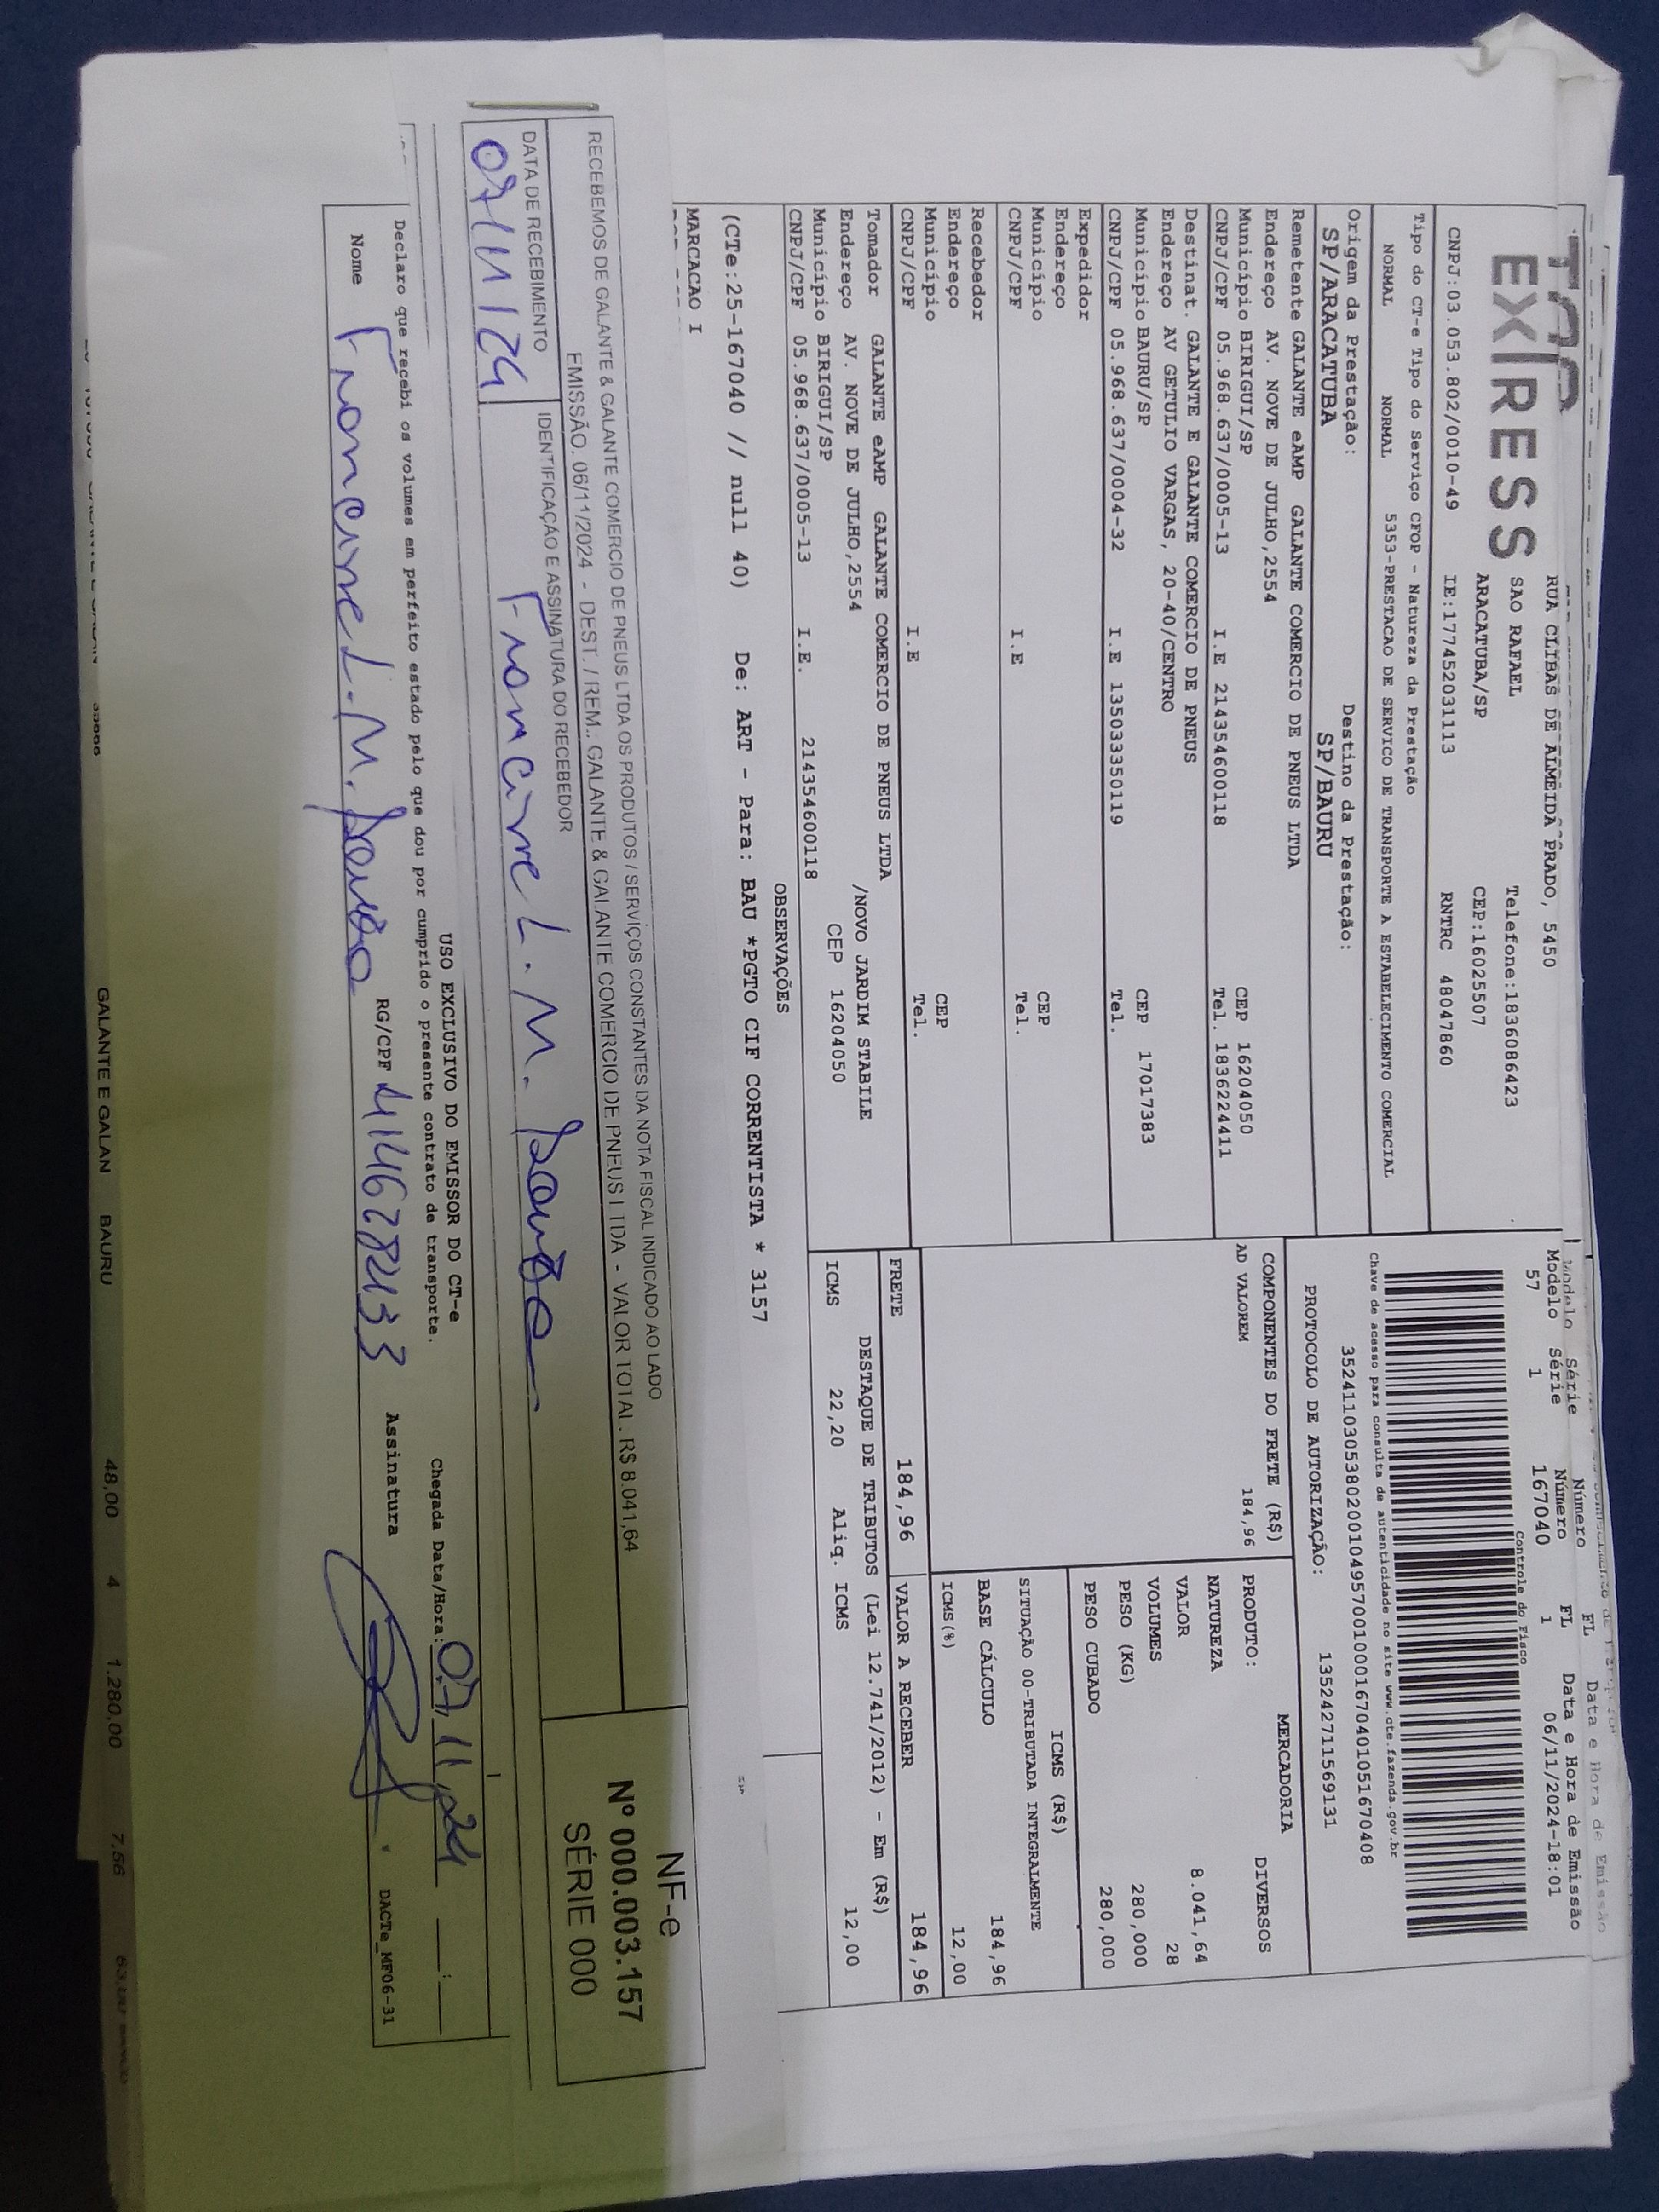 EXPRESS
RUA CLIBAS DE ALMEIDA PRADO, 5450
SAO RAFAEL Telefone:1836086423
ARACATUBA/SP CEP:16025507
CNPJ:03.053.802/0010-49 IE:177452031113 RNTRC 48047860
Modelo Série Número FL Data e Hora de Emissão
57 1 167040 1 06/11/2024-18:01
Controle do Fisco
Chave de acesso para consulta de autenticidade no site www.cte.fazenda.gov.br
35241103053802001049570010001670401051670408
PROTOCOLO DE AUTORIZAÇÃO: 135242711569131
Tipo do CT-e Tipo do Serviço CFOP - Natureza da Prestação
NORMAL NORMAL 5353-PRESTACAO DE SERVICO DE TRANSPORTE A ESTABELECIMENTO COMERCIAL
Origem da Prestação: Destino da Prestação:
SP/ARACATUBA SP/BAURU
Remetente GALANTE eAMP GALANTE COMERCIO DE PNEUS LTDA
Endereço AV. NOVE DE JULHO,2554
Município BIRIGUI/SP CEP 16204050
CNPJ/CPF 05.968.637/0005-13 I.E 214354600118 Tel. 1836224411
Destinat. GALANTE E GALANTE COMERCIO DE PNEUS
Endereço AV GETULIO VARGAS, 20-40/CENTRO
Município BAURU/SP CEP 17017383
CNPJ/CPF 05.968.637/0004-32 I.E 135033350119 Tel.
Expedidor
Endereço
Município CEP
CNPJ/CPF I.E Tel.
Recebedor
Endereço
Município CEP
CNPJ/CPF I.E Tel.
Tomador GALANTE eAMP GALANTE COMERCIO DE PNEUS LTDA
Endereço AV. NOVE DE JULHO,2554 /NOVO JARDIM STABILE
Município BIRIGUI/SP CEP 16204050
CNPJ/CPF 05.968.637/0005-13 I.E. 214354600118
COMPONENTES DO FRETE (R$)
AD VALOREM 184,96
MERCADORIA
PRODUTO: DIVERSOS
NATUREZA
VALOR 8.041,64
VOLUMES 28
PESO (KG) 280,000
PESO CUBADO 280,000
ICMS (R$)
SITUAÇÃO 00-TRIBUTADA INTEGRALMENTE
BASE CÁLCULO 184,96
ICMS(%) 12,00
FRETE 184,96 VALOR A RECEBER 184,96
DESTAQUE DE TRIBUTOS (Lei 12.741/2012) - Em (R$)
ICMS 22,20 Aliq. ICMS 12,00
OBSERVAÇÕES
(CTe:25-167040 // null 40) De: ART - Para: BAU *PGTO CIF CORRENTISTA * 3157
MARCACAO I
RECEBEMOS DE GALANTE & GALANTE COMERCIO DE PNEUS LTDA OS PRODUTOS / SERVIÇOS CONSTANTES DA NOTA FISCAL INDICADO AO LADO
EMISSÃO. 06/11/2024 - DEST. / REM.: GALANTE & GALANTE COMERCIO DE PNEUS LTDA - VALOR TOTAL. R$ 8.041,64
DATA DE RECEBIMENTO IDENTIFICAÇÃO E ASSINATURA DO RECEBEDOR
07/11/24
NF-e
Nº 000.003.157
SÉRIE 000
USO EXCLUSIVO DO EMISSOR DO CT-e
Declaro que recebi os volumes em perfeito estado pelo que dou por cumprido o presente contrato de transporte. Chegada Data/Hora: 07, 11, 24 __:__
Nome RG/CPF Assinatura
DACTe_MF06-31
GALANTE E GALAN BAURU 48,00 4 1.280,00 7,56